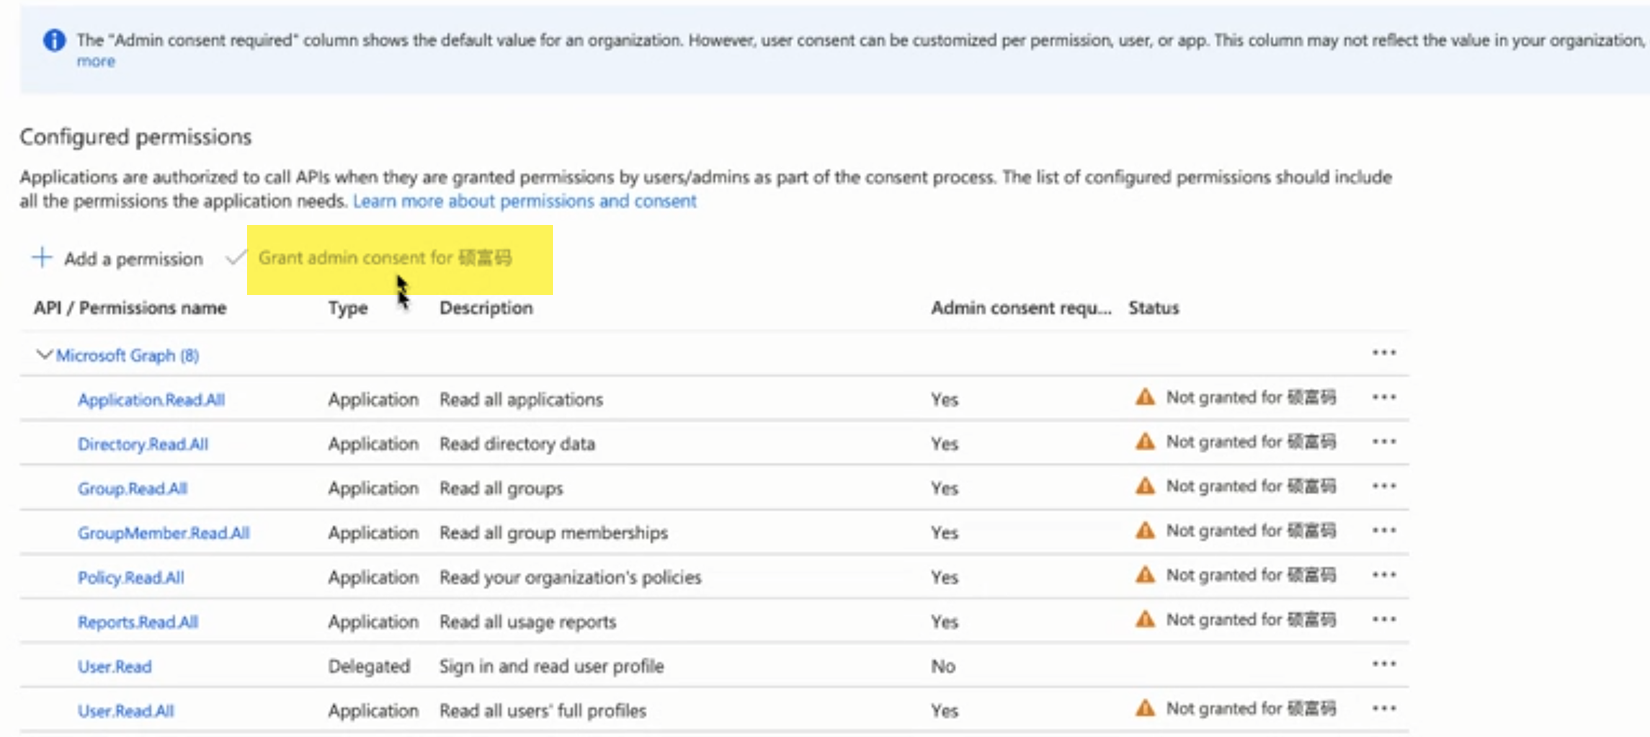 The "Admin consent required" column shows the default value for an organization. However, user consent can be customized per permission, user, or app. This column may not reflect the value in your organization,
more
Configured permissions
Applications are authorized to call APIs when they are granted permissions by users/admins as part of the consent process. The list of configured permissions should include
all the permissions the application needs. Learn more about permissions and consent
Add a permission Grant admin consent for 硕富码
API / Permissions name Type Description Admin consent requ... Status
Microsoft Graph (8)
Application.Read.All Application Read all applications Yes Not granted for 硕富码
Directory.Read.All Application Read directory data Yes Not granted for 硕富码
Group.Read.All Application Read all groups Yes Not granted for 硕富码
GroupMember.Read.All Application Read all group memberships Yes Not granted for 硕富码
Policy.Read.All Application Read your organization's policies Yes Not granted for 硕富码
Reports.Read.All Application Read all usage reports Yes Not granted for 硕富码
User.Read Delegated Sign in and read user profile No
User.Read.All Application Read all users' full profiles Yes Not granted for 硕富码